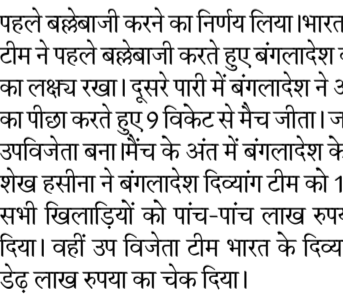 पहले बल्लेबाजी करने का निर्णय लिया।भारत
टीम ने पहले बल्लेबाजी करते हुए बंगलादेश
का लक्ष्य रखा। दूसरे पारी में बंगलादेश ने
का पीछा करते हुए 9 विकेट से मैच जीता।
उपविजेता बना।मैंच के अंत में बंगलादेश के
शेख हसीना ने बंगलादेश दिव्यांग टीम को 1
सभी खिलाड़ियों को पांच-पांच लाख
दिया। वहीं उप विजेता टीम भारत के
डेढ़ लाख रुपया का चेक दिया।